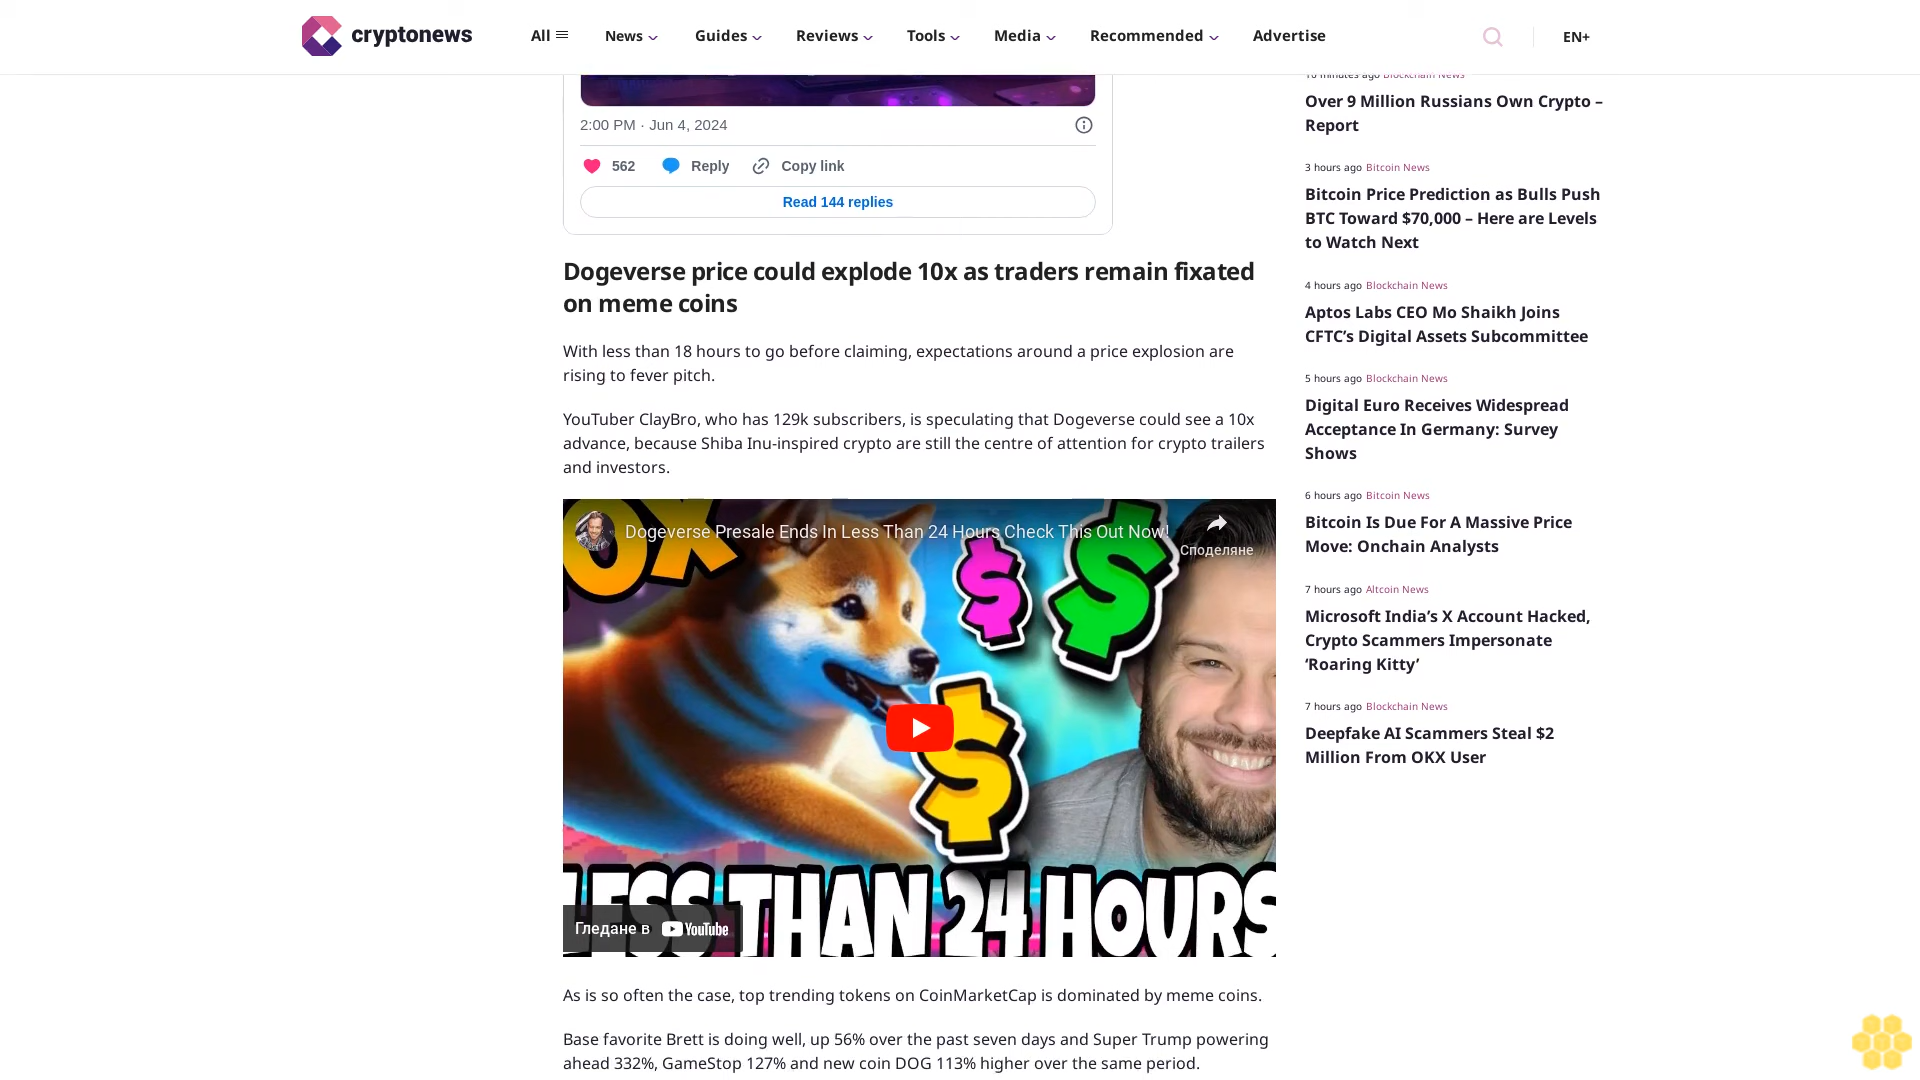 cryptonews
All
News
Guides
Reviews
Tools
Media
Recommended
Advertise
EN+
2:00 PM · Jun 4, 2024
562
Reply
Copy link
Read 144 replies
Dogeverse price could explode 10x as traders remain fixated
on meme coins
With less than 18 hours to go before claiming, expectations around a price explosion are
rising to fever pitch.
YouTuber ClayBro, who has 129k subscribers, is speculating that Dogeverse could see a 10x
advance, because Shiba Inu-inspired crypto are still the centre of attention for crypto trailers
and investors.
Dogeverse Presale Ends In Less Than 24 Hours Check This Out Now!
Споделяне
LESS THAN 24 HOURS
Гледане в YouTube
As is so often the case, top trending tokens on CoinMarketCap is dominated by meme coins.
Base favorite Brett is doing well, up 56% over the past seven days and Super Trump powering
ahead 332%, GameStop 127% and new coin DOG 113% higher over the same period.
10 minutes ago Blockchain News
Over 9 Million Russians Own Crypto –
Report
3 hours ago Bitcoin News
Bitcoin Price Prediction as Bulls Push
BTC Toward $70,000 – Here are Levels
to Watch Next
4 hours ago Blockchain News
Aptos Labs CEO Mo Shaikh Joins
CFTC’s Digital Assets Subcommittee
5 hours ago Blockchain News
Digital Euro Receives Widespread
Acceptance In Germany: Survey
Shows
6 hours ago Bitcoin News
Bitcoin Is Due For A Massive Price
Move: Onchain Analysts
7 hours ago Altcoin News
Microsoft India’s X Account Hacked,
Crypto Scammers Impersonate
‘Roaring Kitty’
7 hours ago Blockchain News
Deepfake AI Scammers Steal $2
Million From OKX User